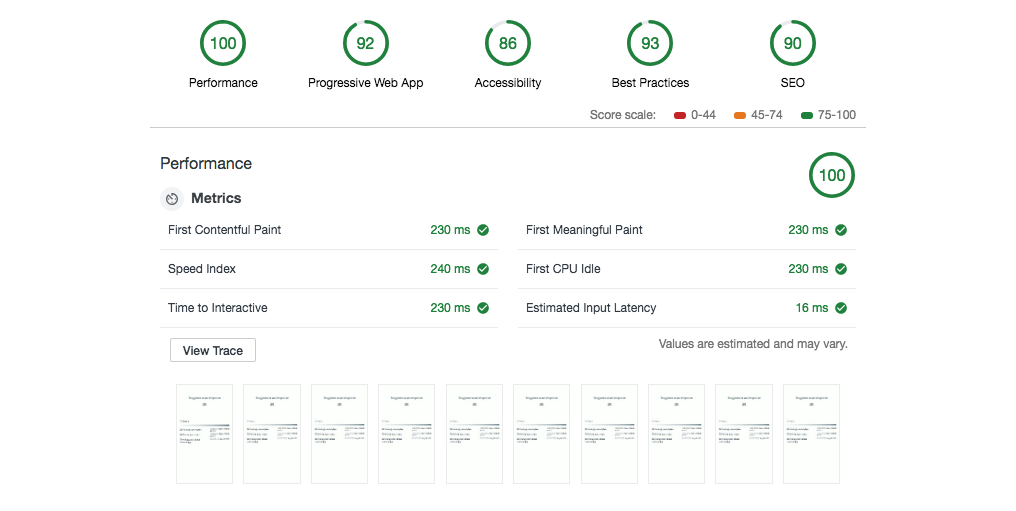 100 92 86 93 90
Performance Progressive Web App Accessibility Best Practices SEO
Score scale: 0-44 45-74 75-100
Performance 100
Metrics
First Contentful Paint 230 ms First Meaningful Paint 230 ms
Speed Index 240 ms First CPU Idle 230 ms
Time to Interactive 230 ms Estimated Input Latency 16 ms
View Trace Values are estimated and may vary.